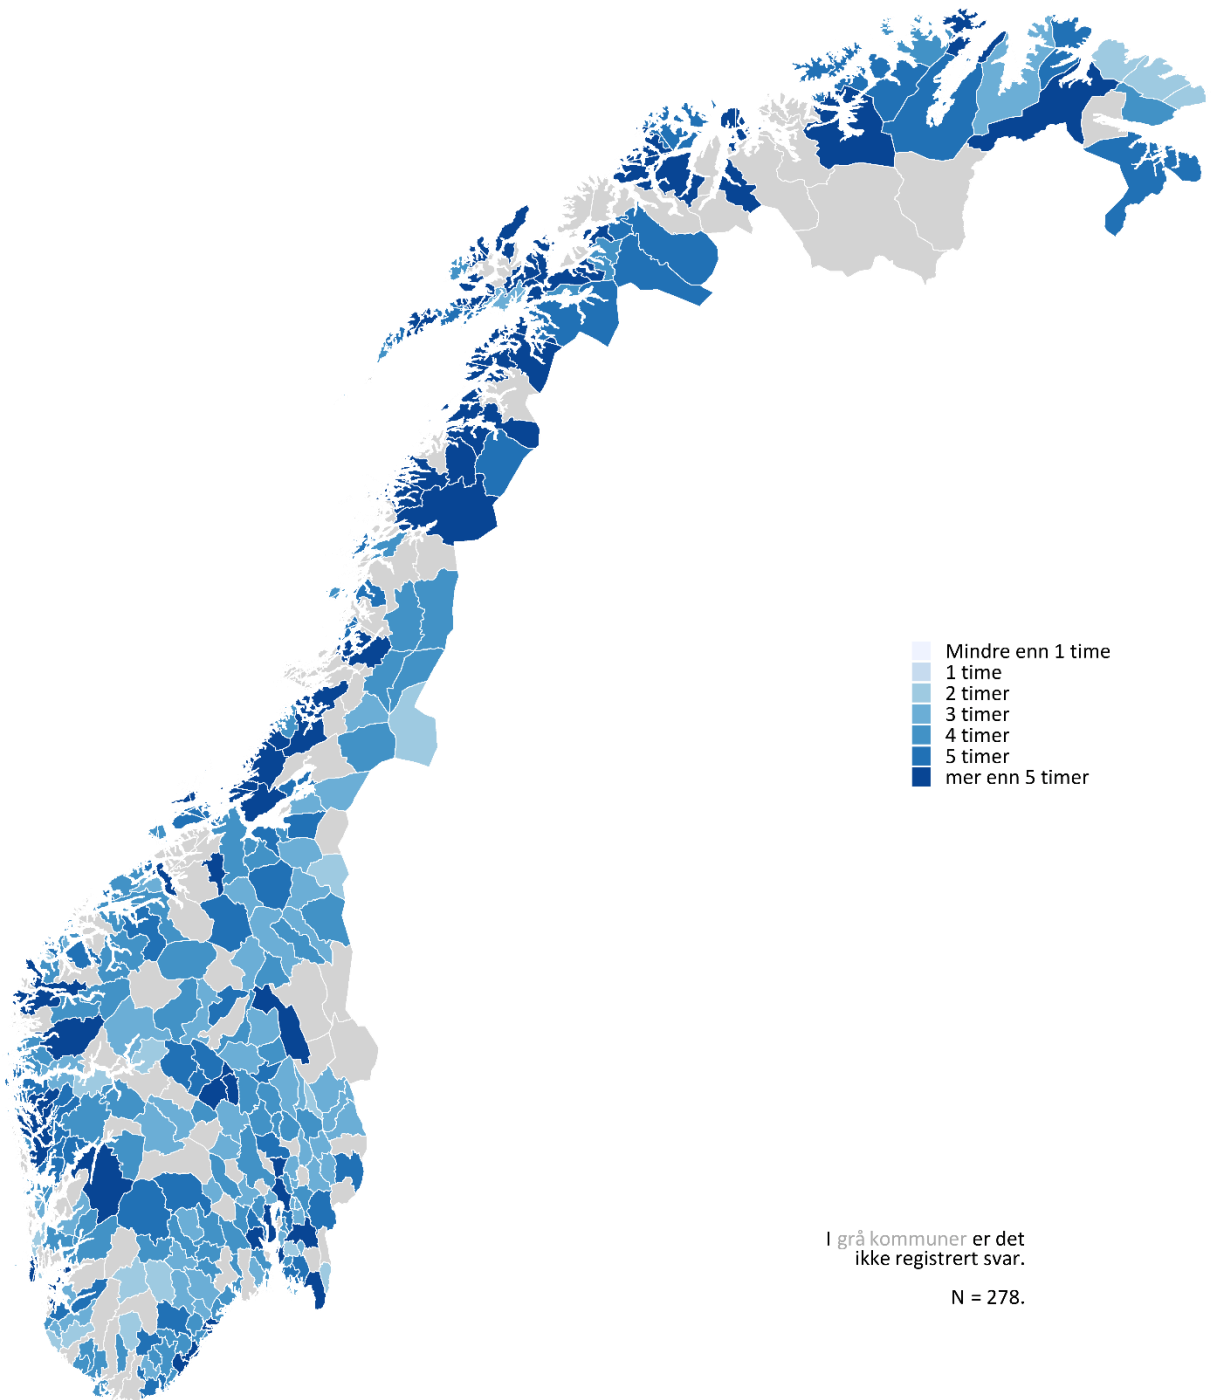 Mindre enn 1 time
1 time
2 timer
3 timer
4 timer
5 timer
mer enn 5 timer
I grå kommuner er det
ikke registrert svar.
N = 278.